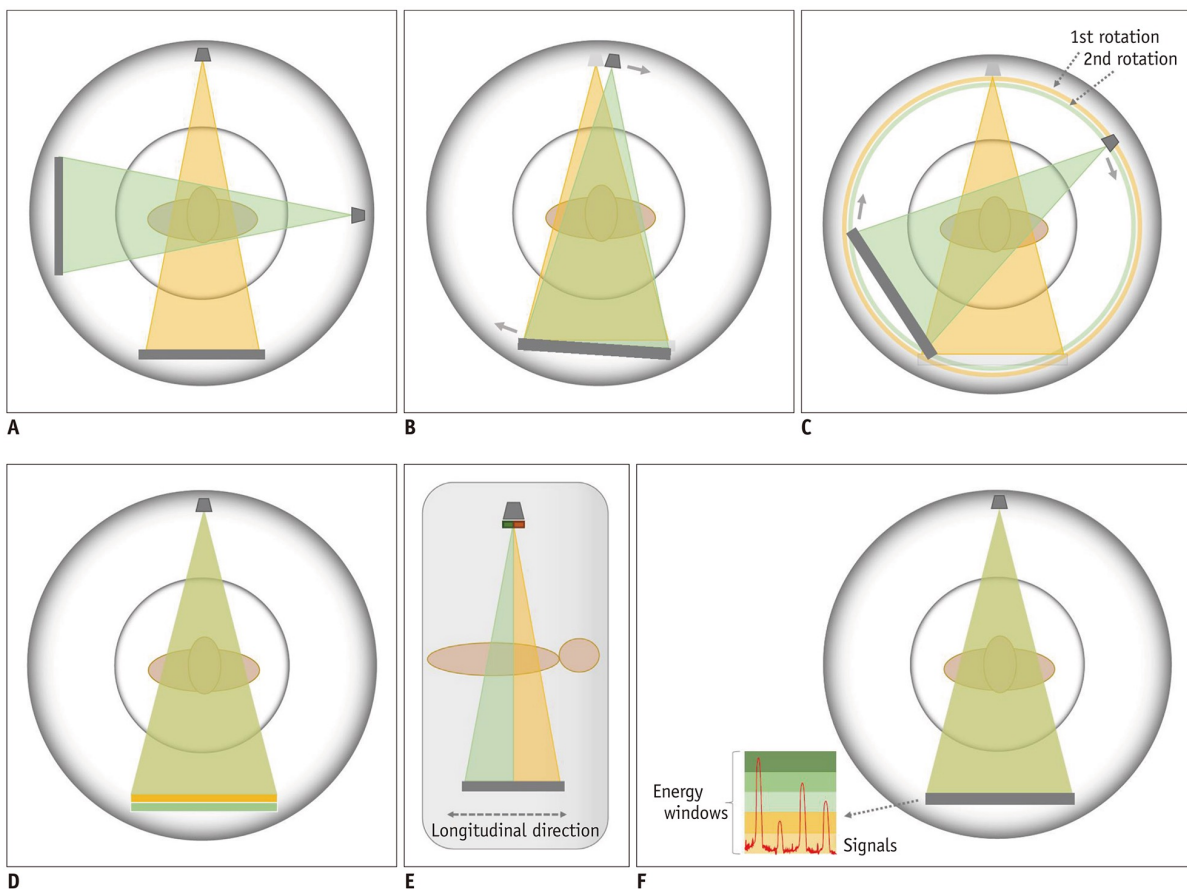 1st rotation
2nd rotation
A
B
C
Longitudinal direction
Energy
windows
Signals
D
E
F